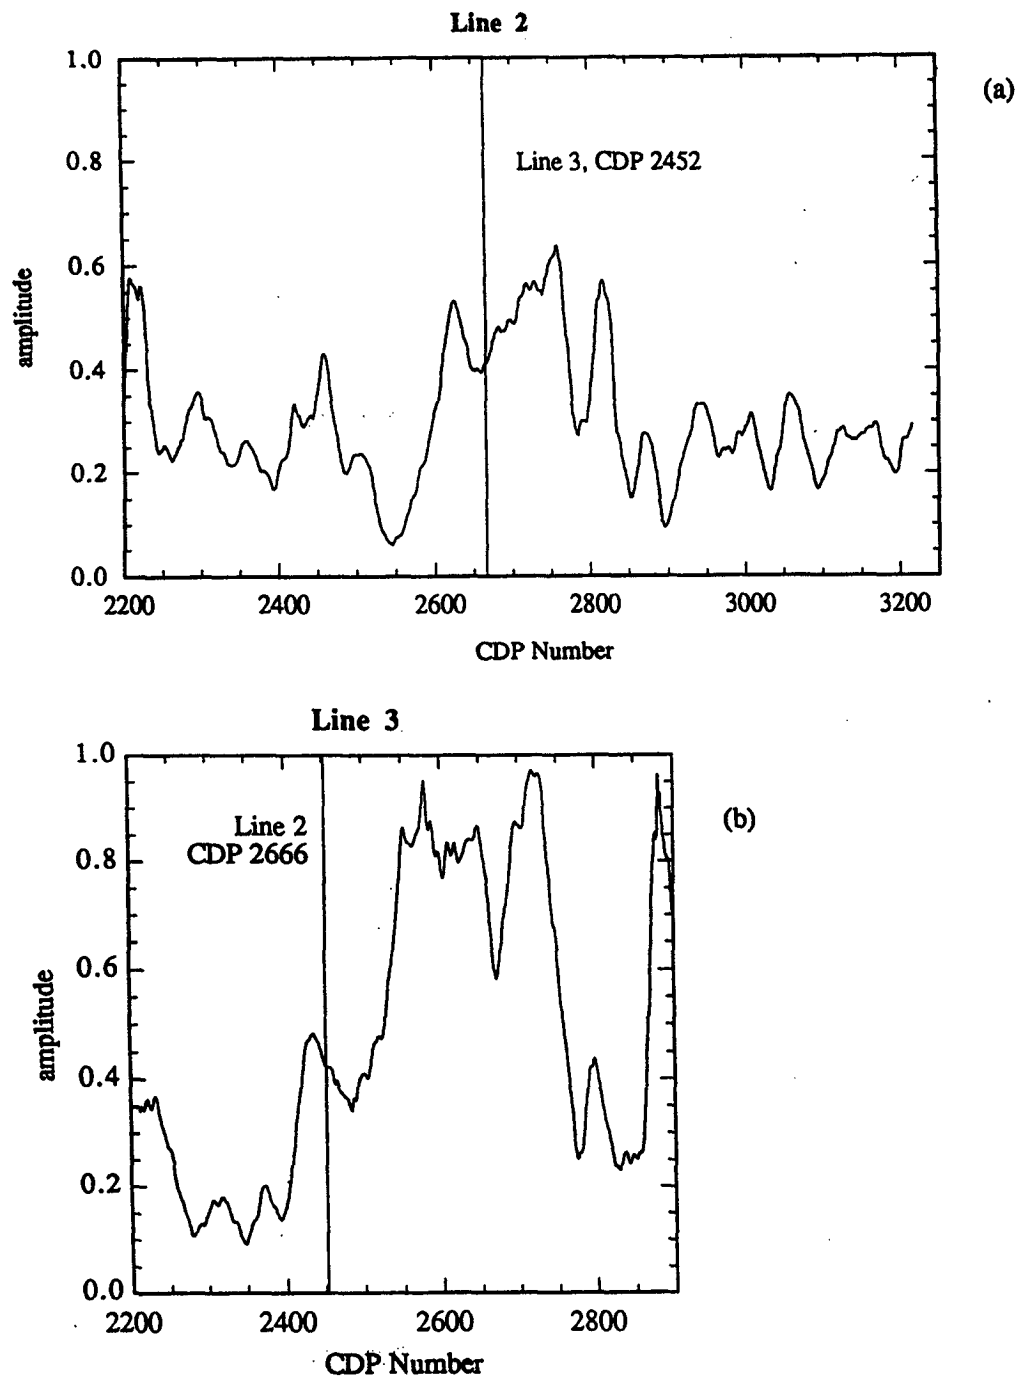 Line 2
(a)
1.0
0.8
0.6
0.4
0.2
0.0
amplitude
Line 3, CDP 2452
2200 2400 2600 2800 3000 3200
CDP Number
Line 3
(b)
1.0
0.8
0.6
0.4
0.2
0.0
amplitude
Line 2
CDP 2666
2200 2400 2600 2800
CDP Number